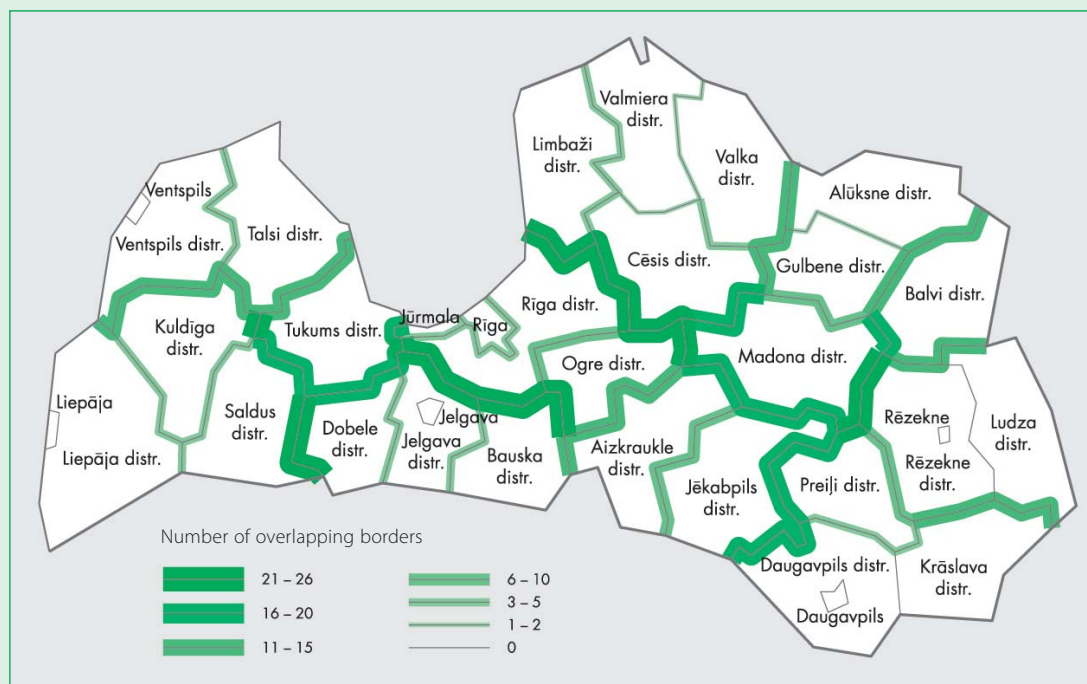 Valmiera
distr.
Limbaži
distr.
Valka
distr.
Alūksne distr.
Ventspils
Talsi distr.
Ventspils distr.
Cēsis distr.
Gulbene distr.
Balvi distr.
Rīga distr.
Jūrmala
Rīga
Kuldīga
distr.
Tukums distr.
Ogre distr.
Madona distr.
Liepāja
Saldus
distr.
Dobele
distr.
Jelgava
Jelgava
distr.
Bauska
distr.
Aizkraukle
distr.
Rēzekne
Ludza
distr.
Liepāja distr.
Rēzekne
distr.
Jēkabpils
distr.
Preiļi distr.
Daugavpils distr.
Krāslava
distr.
Daugavpils
Number of overlapping borders
21 – 26
16 – 20
11 – 15
6 – 10
3 – 5
1 – 2
0